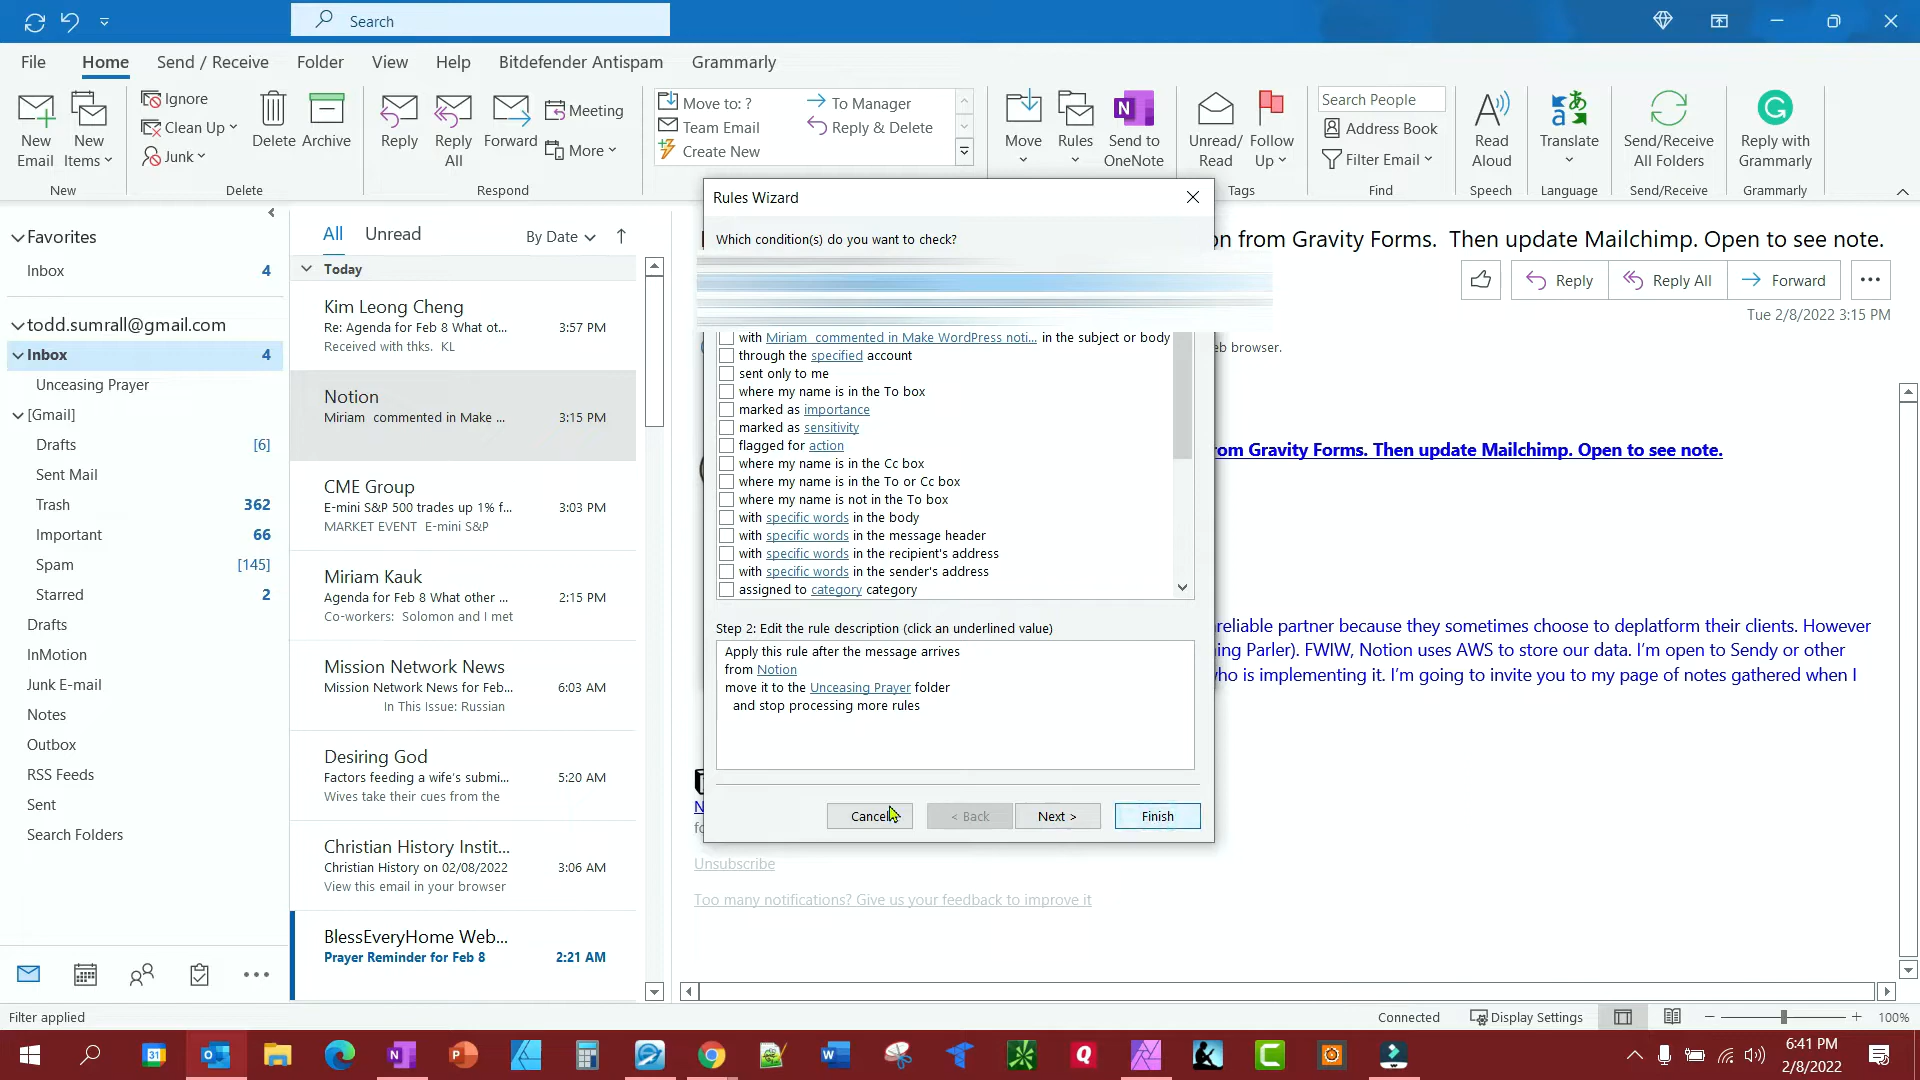 Search
File Home Send / Receive Folder View Help Bitdefender Antispam Grammarly
New Email
New Items
New
Ignore
Clean Up
Junk
Delete
Archive
Delete
Reply
Reply All
Forward
Meeting
More
Respond
Move to: ?
Team Email
Create New
To Manager
Reply & Delete
Move
Rules
Send to OneNote
Unread/ Read
Follow Up
Tags
Search People
Address Book
Filter Email
Find
Read Aloud
Speech
Translate
Language
Send/Receive All Folders
Send/Receive
Reply with Grammarly
Grammarly
Favorites
Inbox 4
todd.sumrall@gmail.com
Inbox 4
Unceasing Prayer
[Gmail]
Drafts [6]
Sent Mail
Trash 362
Important 66
Spam [145]
Starred 2
Drafts
InMotion
Junk E-mail
Notes
Outbox
RSS Feeds
Sent
Search Folders
All Unread By Date
Today
Kim Leong Cheng
Re: Agenda for Feb 8 What ot... 3:57 PM
Received with thks. KL
Notion
Miriam commented in Make ... 3:15 PM
CME Group
E-mini S&P 500 trades up 1% f... 3:03 PM
MARKET EVENT E-mini S&P
Miriam Kauk
Agenda for Feb 8 What other ... 2:15 PM
Co-workers: Solomon and I met
Mission Network News
Mission Network News for Feb... 6:03 AM
In This Issue: Russian
Desiring God
Factors feeding a wife's submi... 5:20 AM
Wives take their cues from the
Christian History Instit...
Christian History on 02/08/2022 3:06 AM
View this email in your browser
BlessEveryHome Web...
Prayer Reminder for Feb 8 2:21 AM
Rules Wizard
Which condition(s) do you want to check?
with Miriam commented in Make WordPress noti... in the subject or body
through the specified account
sent only to me
where my name is in the To box
marked as importance
marked as sensitivity
flagged for action
where my name is in the Cc box
where my name is in the To or Cc box
where my name is not in the To box
with specific words in the body
with specific words in the message header
with specific words in the recipient's address
with specific words in the sender's address
assigned to category category
Step 2: Edit the rule description (click an underlined value)
Apply this rule after the message arrives
from Notion
move it to the Unceasing Prayer folder
and stop processing more rules
Cancel < Back Next > Finish
from Gravity Forms. Then update Mailchimp. Open to see note.
Reply Reply All Forward
Tue 2/8/2022 3:15 PM
browser.
Gravity Forms. Then update Mailchimp. Open to see note.
reliable partner because they sometimes choose to deplatform their clients. However
Parler). FWIW, Notion uses AWS to store our data. I'm open to Sendy or other
is implementing it. I'm going to invite you to my page of notes gathered when I
Unsubscribe
Too many notifications? Give us your feedback to improve it
Filter applied Connected Display Settings 100%
6:41 PM
2/8/2022